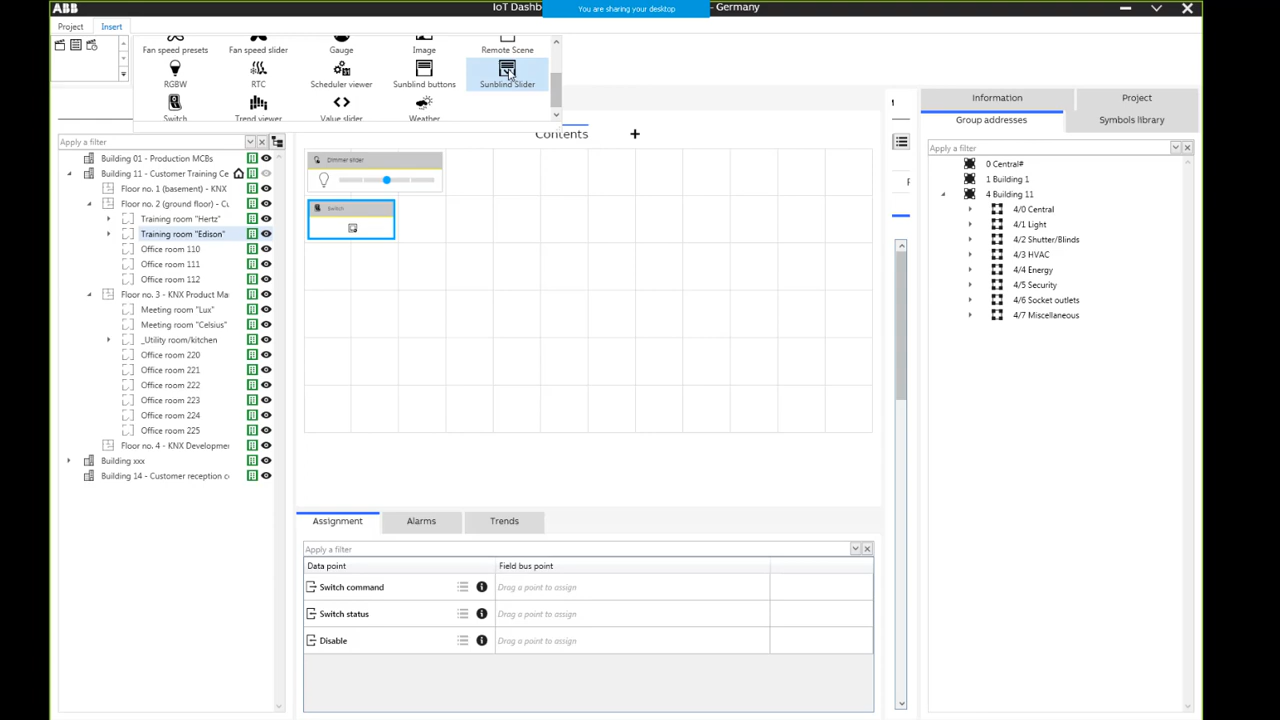 ABB
IoT Dashb
You are sharing your desktop
- Germany
Project
Insert
Fan speed presets
Fan speed slider
Gauge
Image
Remote Scene
RGBW
RTC
Scheduler viewer
Sunblind buttons
Sunblind Slider
Switch
Trend viewer
Value slider
Weather
Information
Project
Group addresses
Symbols library
Contents
Apply a filter
Building 01 - Production MCBs
Building 11 - Customer Training Ce
Floor no. 1 (basement) - KNX
Floor no. 2 (ground floor) - Cu
Training room "Hertz"
Training room "Edison"
Office room 110
Office room 111
Office room 112
Floor no. 3 - KNX Product Ma
Meeting room "Lux"
Meeting room "Celsius"
_Utility room/kitchen
Office room 220
Office room 221
Office room 222
Office room 223
Office room 224
Office room 225
Floor no. 4 - KNX Developme
Building xxx
Building 14 - Customer reception c
Dimmer slider
Switch
Apply a filter
0 Central#
1 Building 1
4 Building 11
4/0 Central
4/1 Light
4/2 Shutter/Blinds
4/3 HVAC
4/4 Energy
4/5 Security
4/6 Socket outlets
4/7 Miscellaneous
Assignment
Alarms
Trends
Apply a filter
Data point
Field bus point
Switch command
Drag a point to assign
Switch status
Drag a point to assign
Disable
Drag a point to assign